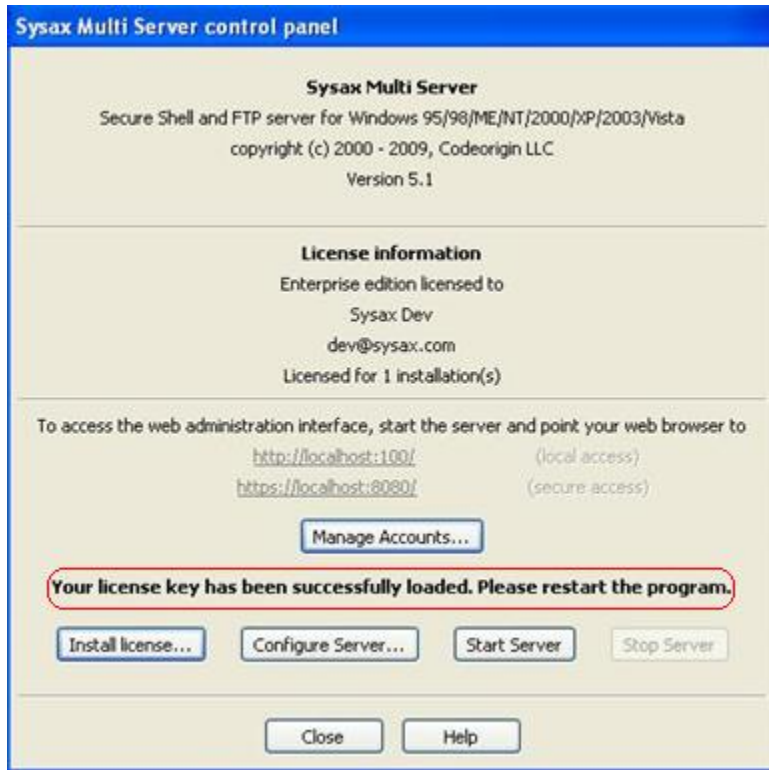 Sysax Multi Server control panel
Sysax Multi Server
Secure Shell and FTP server for Windows 95/98/ME/NT/2000/XP/2003/Vista
copyright (c) 2000 - 2009, Codeorigin LLC
Version 5.1
License information
Enterprise edition licensed to
Sysax Dev
dev@sysax.com
Licensed for 1 installation(s)
To access the web administration interface, start the server and point your web browser to
http://localhost:100/ (local access)
https://localhost:8080/ (secure access)
Manage Accounts...
Your license key has been successfully loaded. Please restart the program.
Install license... Configure Server... Start Server Stop Server
Close Help